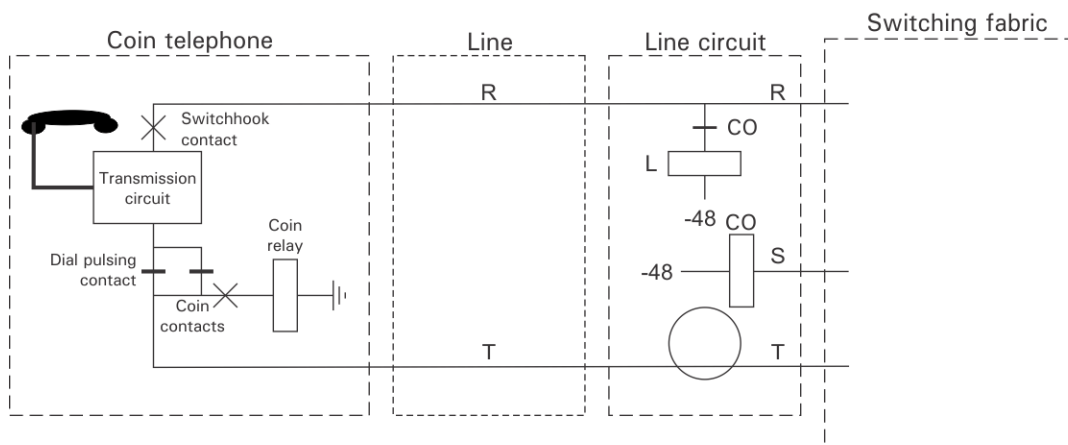 Coin telephone
Line
Line circuit
Switching fabric
R
R
Switchhook
contact
CO
L
Transmission
circuit
-48
CO
Coin
relay
Dial pulsing
contact
-48
S
Coin
contacts
T
T